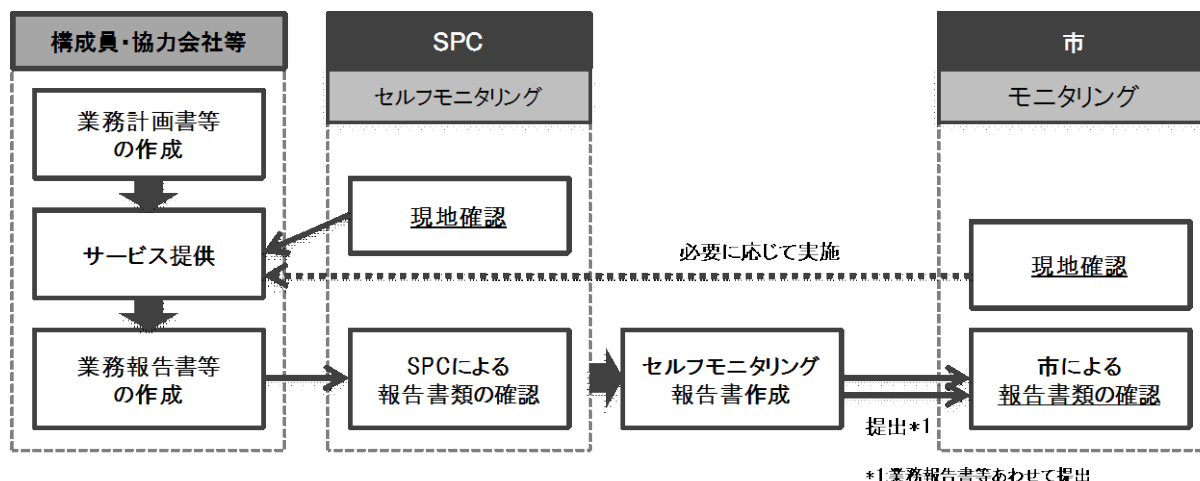 構成員・協力会社等
SPC
市
セルフモニタリング
モニタリング
業務計画書等
の作成
現地確認
サービス提供
必要に応じて実施
現地確認
業務報告書等
の作成
SPCによる
報告書類の確認
セルフモニタリング
報告書作成
市による
報告書類の確認
提出*1
*1:業務報告書等あわせて提出